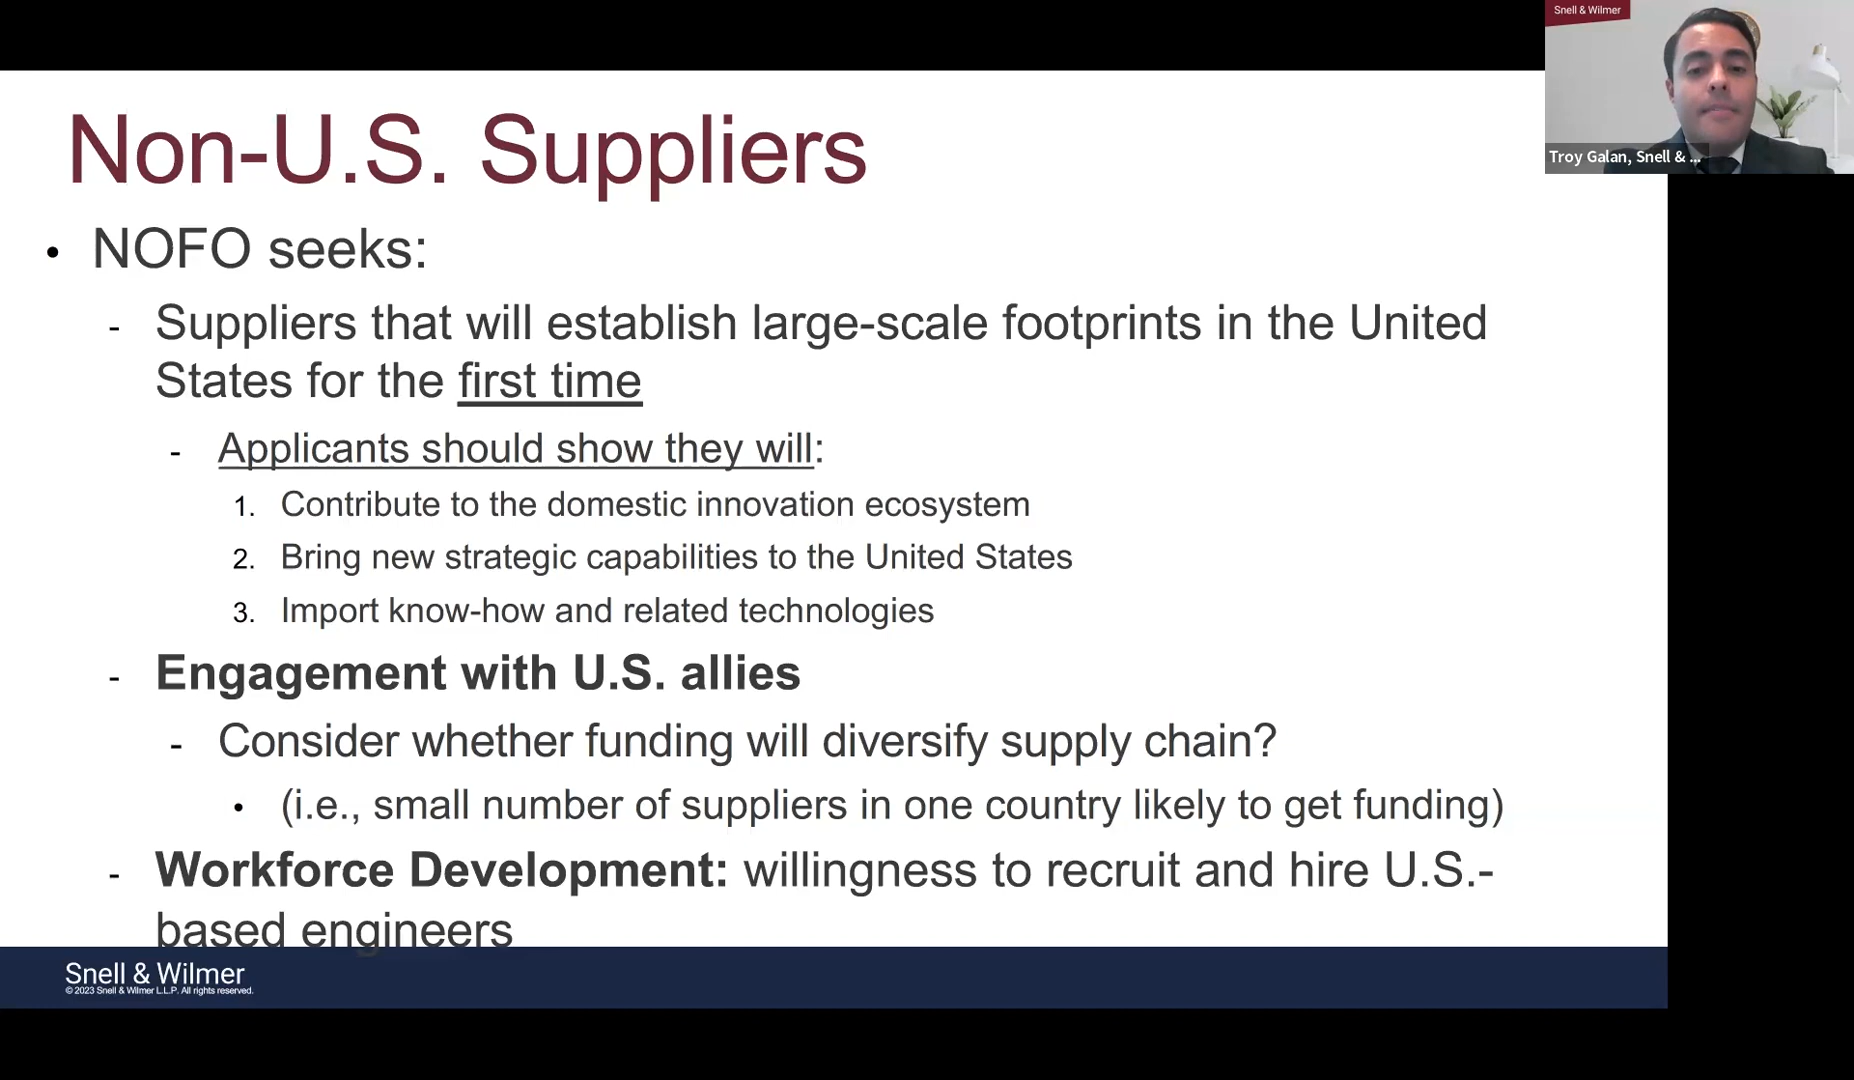 Snell & Wilmer
Troy Galan, Snell & ...
Non-U.S. Suppliers
• NOFO seeks:
- Suppliers that will establish large-scale footprints in the United
States for the first time
- Applicants should show they will:
1. Contribute to the domestic innovation ecosystem
2. Bring new strategic capabilities to the United States
3. Import know-how and related technologies
- Engagement with U.S. allies
- Consider whether funding will diversify supply chain?
• (i.e., small number of suppliers in one country likely to get funding)
- Workforce Development: willingness to recruit and hire U.S.-
based engineers
Snell & Wilmer
© 2023 Snell & Wilmer L.L.P. All rights reserved.